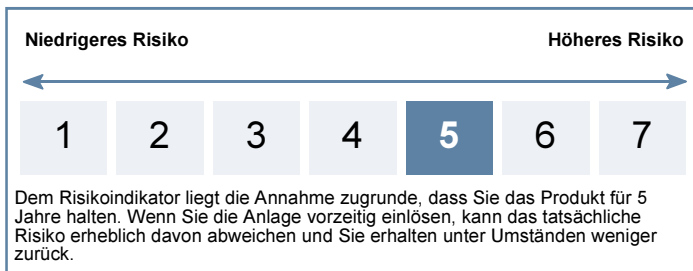 Niedrigeres Risiko Höheres Risiko
1 2 3 4 5 6 7
Dem Risikoindikator liegt die Annahme zugrunde, dass Sie das Produkt für 5
Jahre halten. Wenn Sie die Anlage vorzeitig einlösen, kann das tatsächliche
Risiko erheblich davon abweichen und Sie erhalten unter Umständen weniger
zurück.